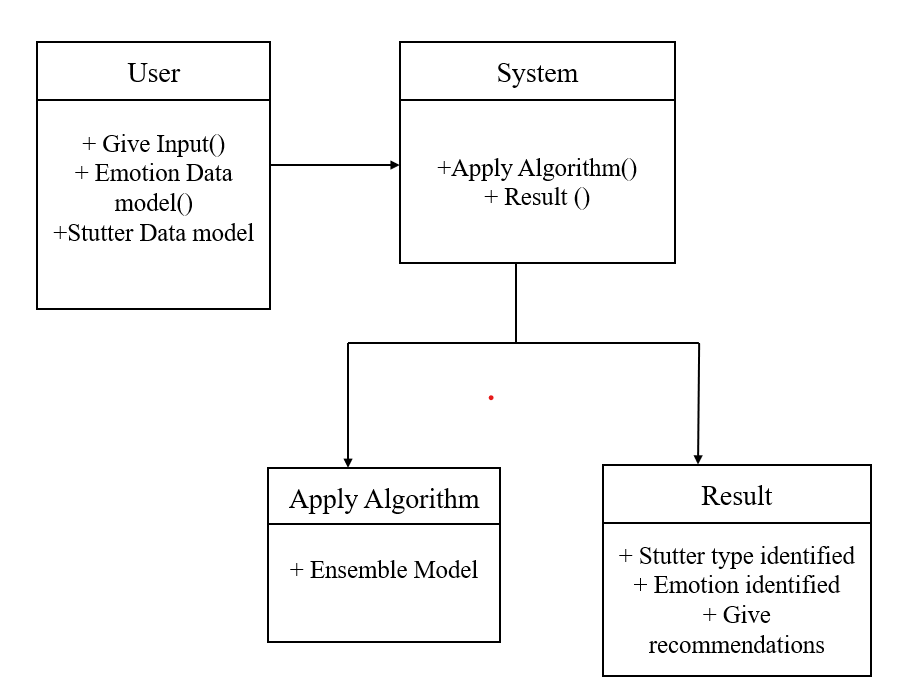 User
+ Give Input()
+ Emotion Data
model()
+Stutter Data model
System
+Apply Algorithm()
+ Result ()
Apply Algorithm
+ Ensemble Model
Result
+ Stutter type identified
+ Emotion identified
+ Give
recommendations